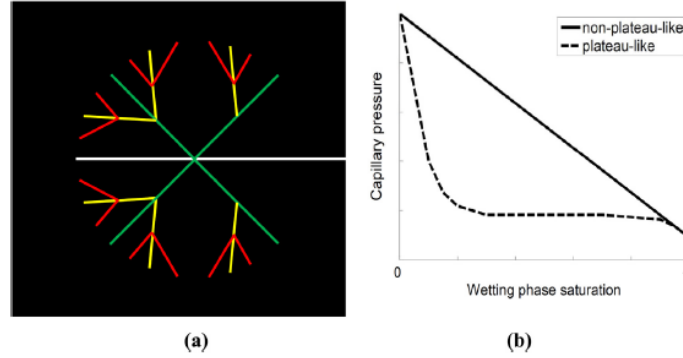 non-plateau-like
plateau-like
Capillary pressure
0
Wetting phase saturation
(a)
(b)